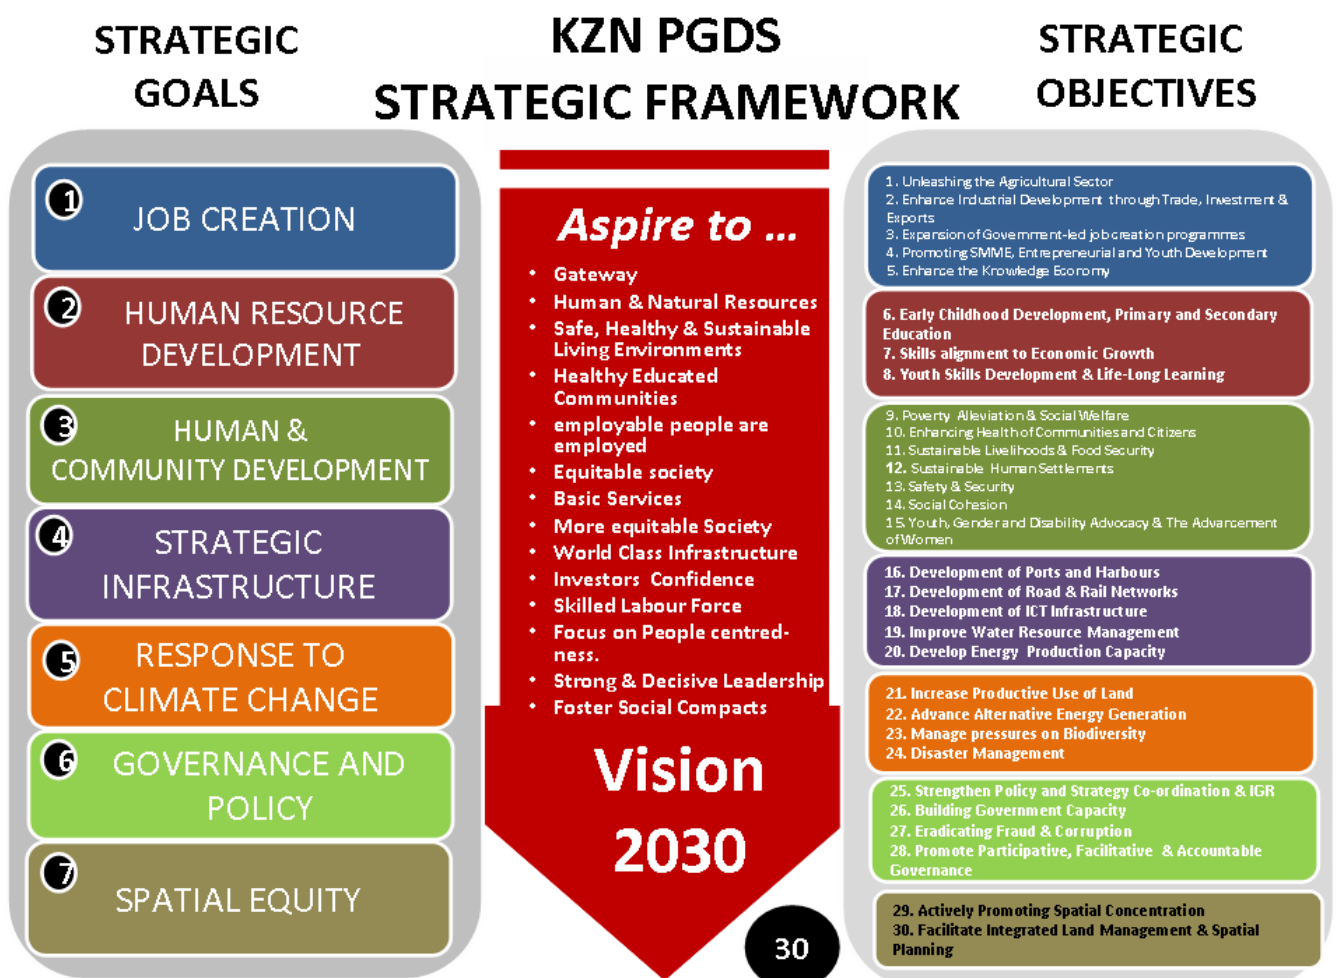 STRATEGIC
GOALS
KZN PGDS
STRATEGIC FRAMEWORK
STRATEGIC
OBJECTIVES
1
JOB CREATION
2
HUMAN RESOURCE
DEVELOPMENT
3
HUMAN &
COMMUNITY DEVELOPMENT
4
STRATEGIC
INFRASTRUCTURE
5
RESPONSE TO
CLIMATE CHANGE
6
GOVERNANCE AND
POLICY
7
SPATIAL EQUITY
Aspire to ...
• Gateway
• Human & Natural Resources
• Safe, Healthy & Sustainable
Living Environments
• Healthy Educated
Communities
• employable people are
employed
• Equitable society
• Basic Services
• More equitable Society
• World Class Infrastructure
• Investors Confidence
• Skilled Labour Force
• Focus on People centred-
ness.
• Strong & Decisive Leadership
• Foster Social Compacts
Vision
2030
30
1. Unleashing the Agricultural Sector
2. Enhance Industrial Development through Trade, Investment &
Exports
3. Expansion of Government-led job creation programmes
4. Promoting SMME, Entrepreneurial and Youth Development
5. Enhance the Knowledge Economy
6. Early Childhood Development, Primary and Secondary
Education
7. Skills alignment to Economic Growth
8. Youth Skills Development & Life-Long Learning
9. Poverty Alleviation & Social Welfare
10. Enhancing Health of Communities and Citizens
11. Sustainable Livelihoods & Food Security
12. Sustainable Human Settlements
13. Safety & Security
14. Social Cohesion
15. Youth, Gender and Disability Advocacy & The Advancement
of Women
16. Development of Ports and Harbours
17. Development of Road & Rail Networks
18. Development of ICT Infrastructure
19. Improve Water Resource Management
20. Develop Energy Production Capacity
21. Increase Productive Use of Land
22. Advance Alternative Energy Generation
23. Manage pressures on Biodiversity
24. Disaster Management
25. Strengthen Policy and Strategy Co-ordination & IGR
26. Building Government Capacity
27. Eradicating Fraud & Corruption
28. Promote Participative, Facilitative & Accountable
Governance
29. Actively Promoting Spatial Concentration
30. Facilitate Integrated Land Management & Spatial
Planning